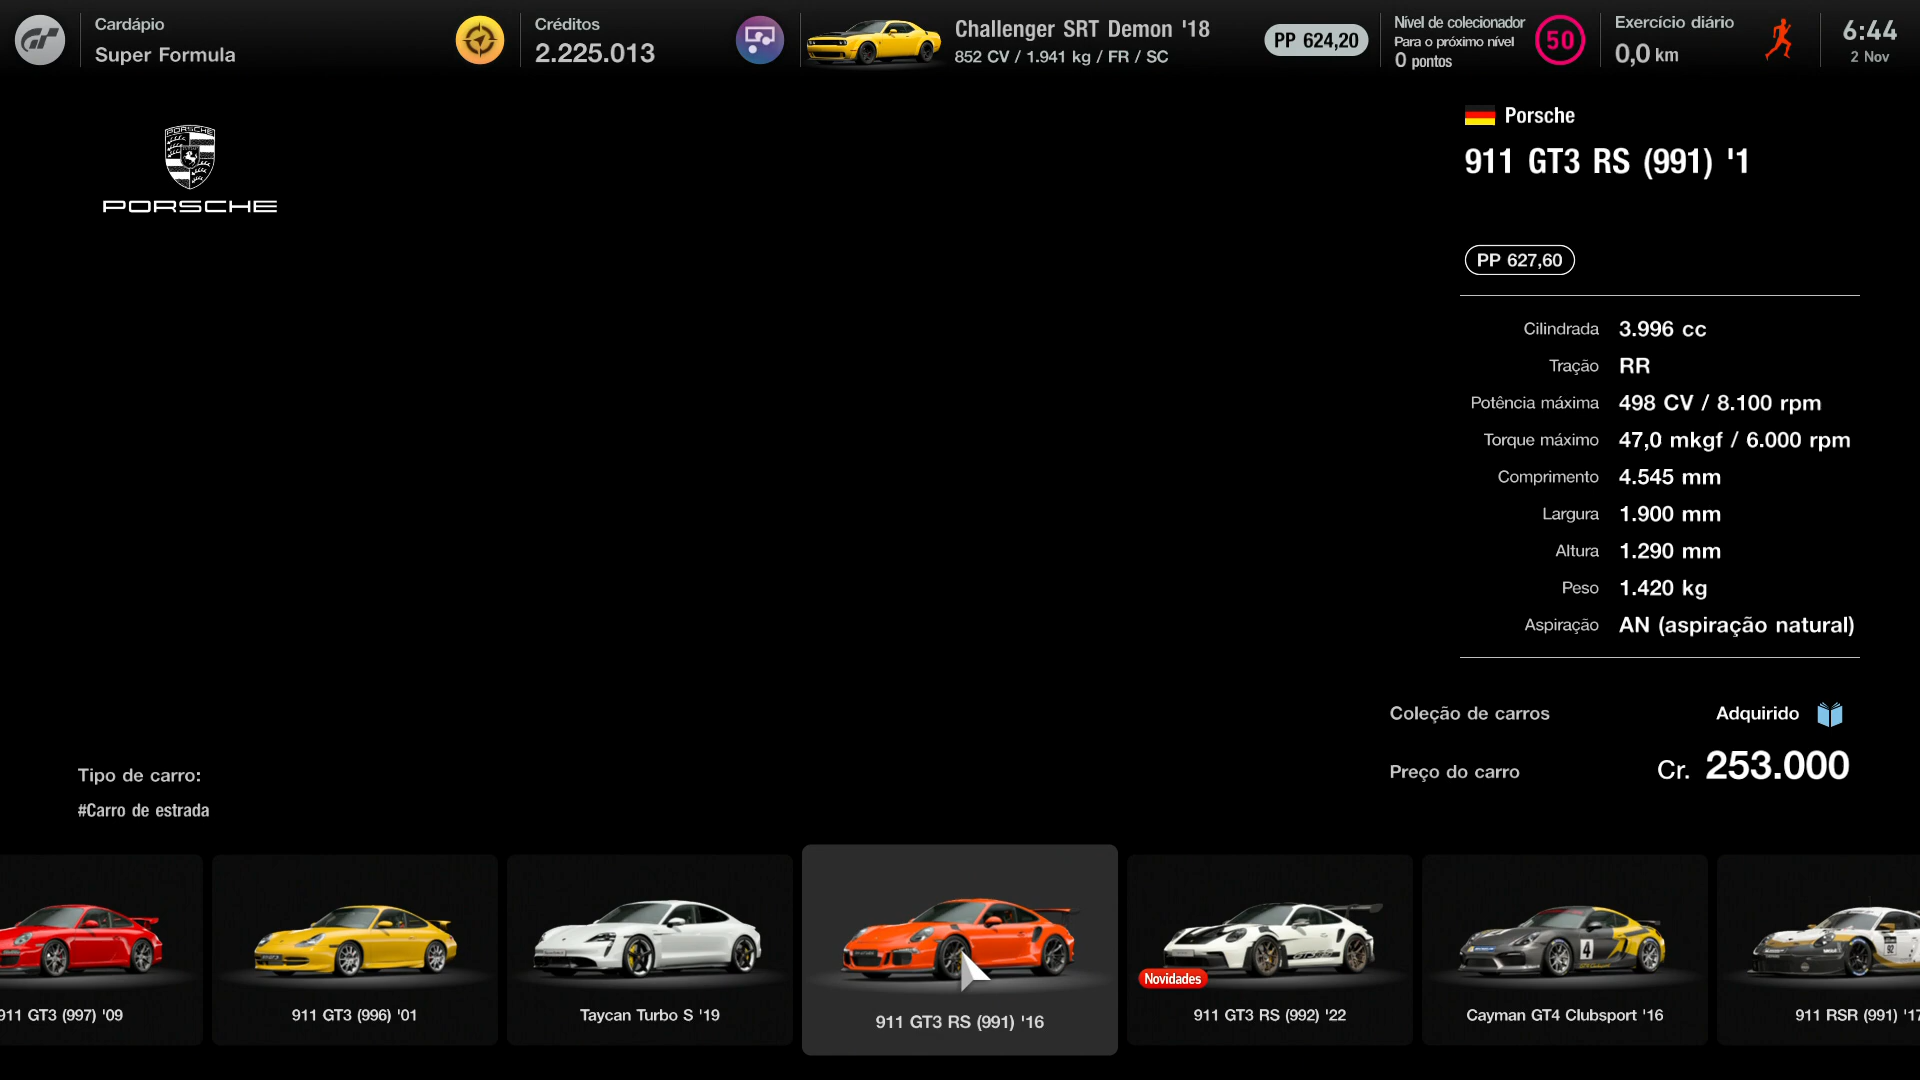 Cardápio
Super Formula
Créditos
2.225.013
Challenger SRT Demon '18
852 CV / 1.941 kg / FR / SC
PP 624,20
Nível de colecionador
Para o próximo nível
0 pontos
50
Exercício diário
0,0 km
6:44
2 Nov
PORSCHE
PORSCHE
Porsche
911 GT3 RS (991) '1
PP 627,60
Cilindrada 3.996 cc
Tração RR
Potência máxima 498 CV / 8.100 rpm
Torque máximo 47,0 mkgf / 6.000 rpm
Comprimento 4.545 mm
Largura 1.900 mm
Altura 1.290 mm
Peso 1.420 kg
Aspiração AN (aspiração natural)
Coleção de carros Adquirido
Preço do carro Cr. 253.000
Tipo de carro:
#Carro de estrada
Novidades
4
92
911 GT3 (997) '09
911 GT3 (996) '01
Taycan Turbo S '19
911 GT3 RS (991) '16
911 GT3 RS (992) '22
Cayman GT4 Clubsport '16
911 RSR (991) '17